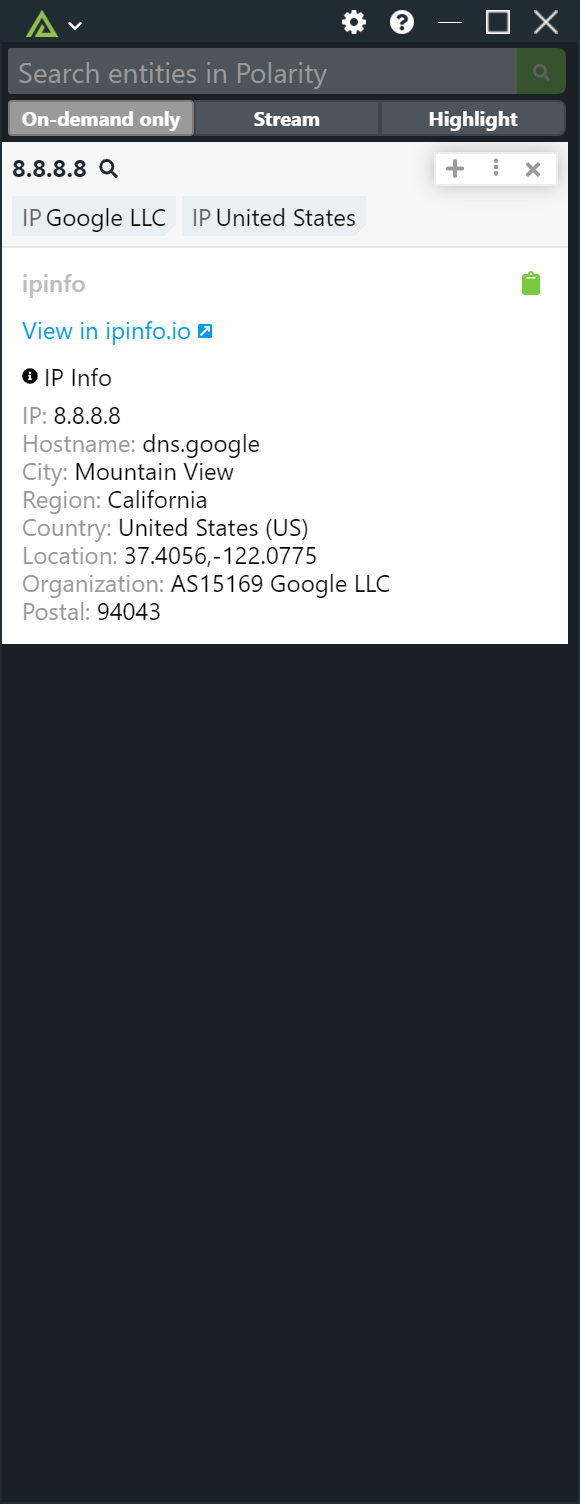 Search entities in Polarity
On-demand only Stream Highlight
8.8.8.8
IP Google LLC IP United States
ipinfo
View in ipinfo.io
IP Info
IP: 8.8.8.8
Hostname: dns.google
City: Mountain View
Region: California
Country: United States (US)
Location: 37.4056,-122.0775
Organization: AS15169 Google LLC
Postal: 94043